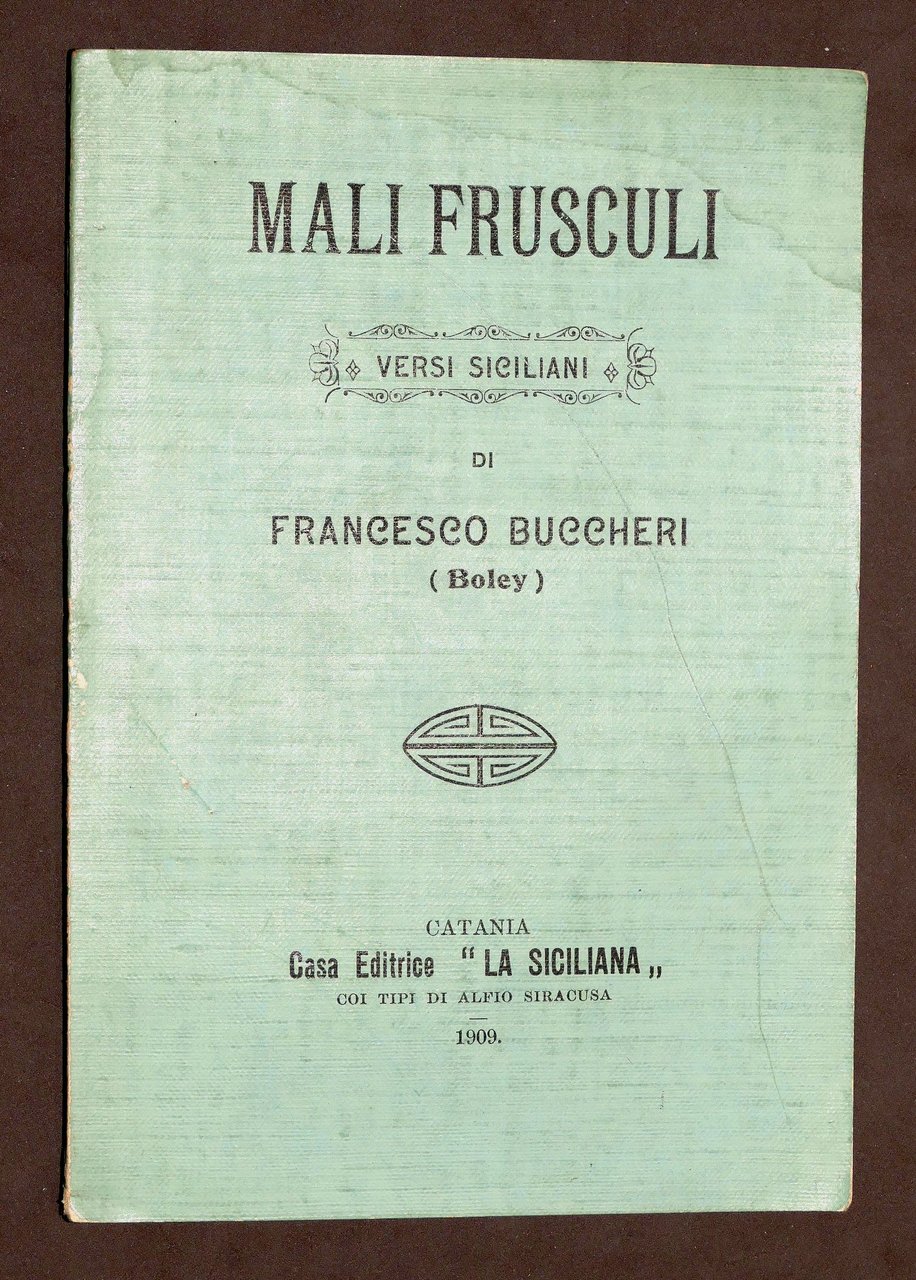 MALI FRUSCULI
VERSI SICILIANI
DI
FRANCESCO BUCCHERI
(Boley)
CATANIA
Casa Editrice “ LA SICILIANA „
COI TIPI DI ALFIO SIRACUSA
1909.